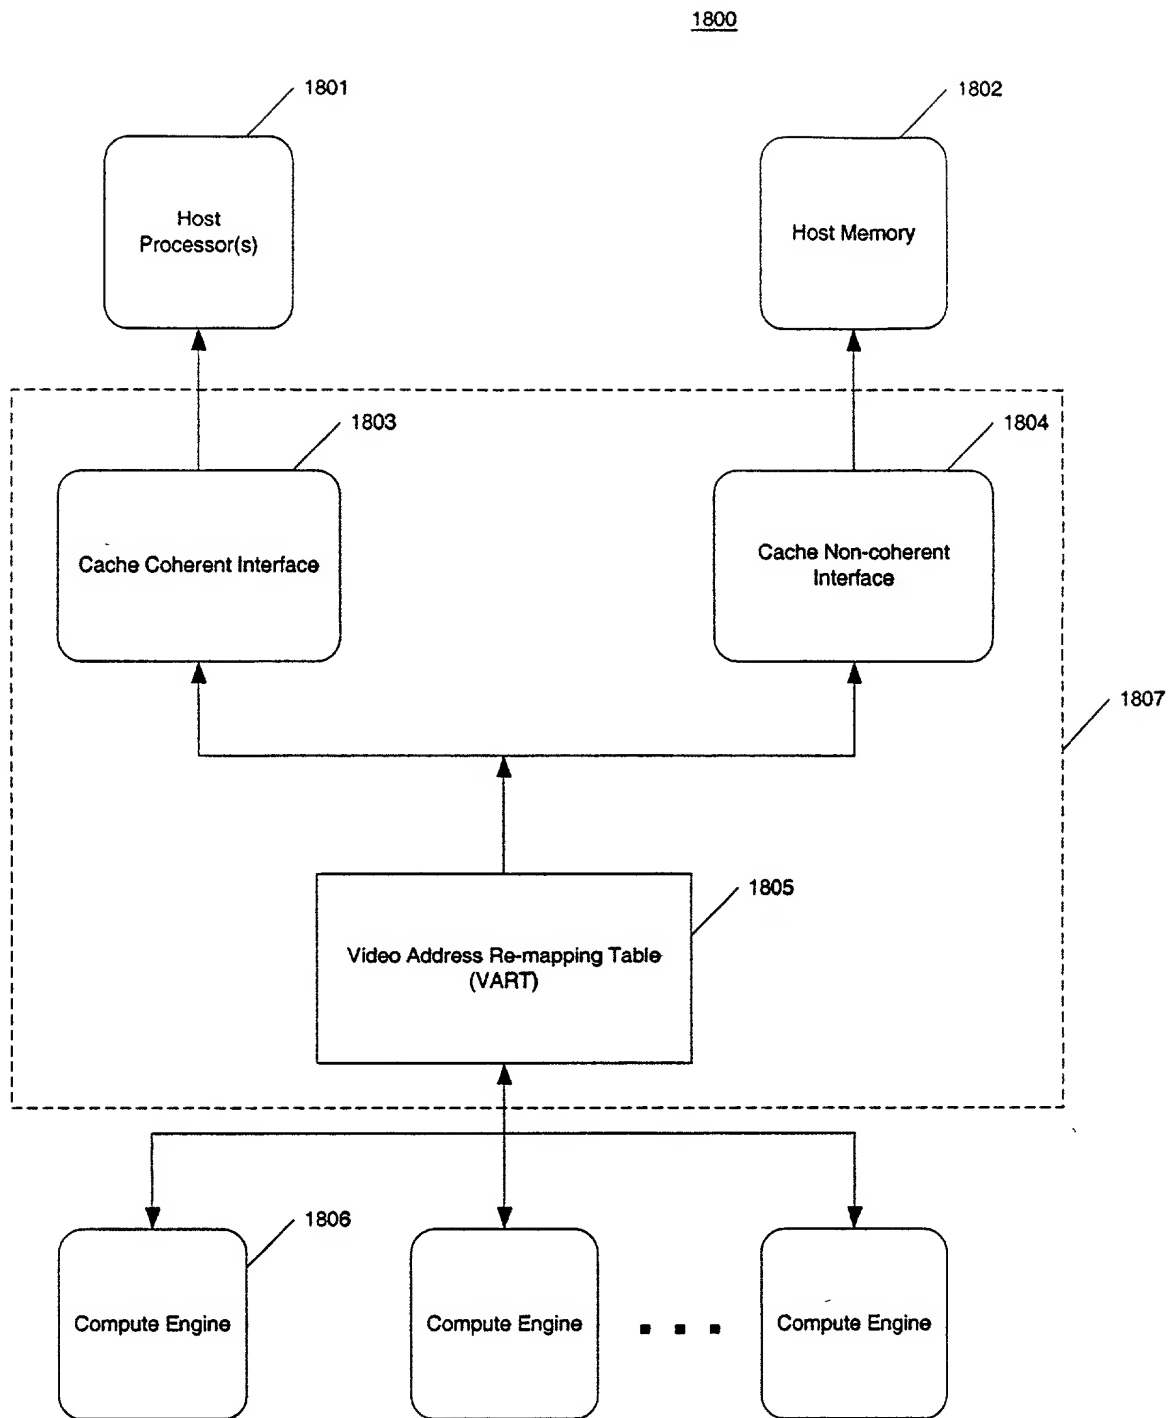 1800
1801
1802
Host
Processor(s)
Host Memory
1803
1804
Cache Coherent Interface
Cache Non-coherent
Interface
1807
1805
Video Address Re-mapping Table
(VART)
1806
Compute Engine
Compute Engine
Compute Engine